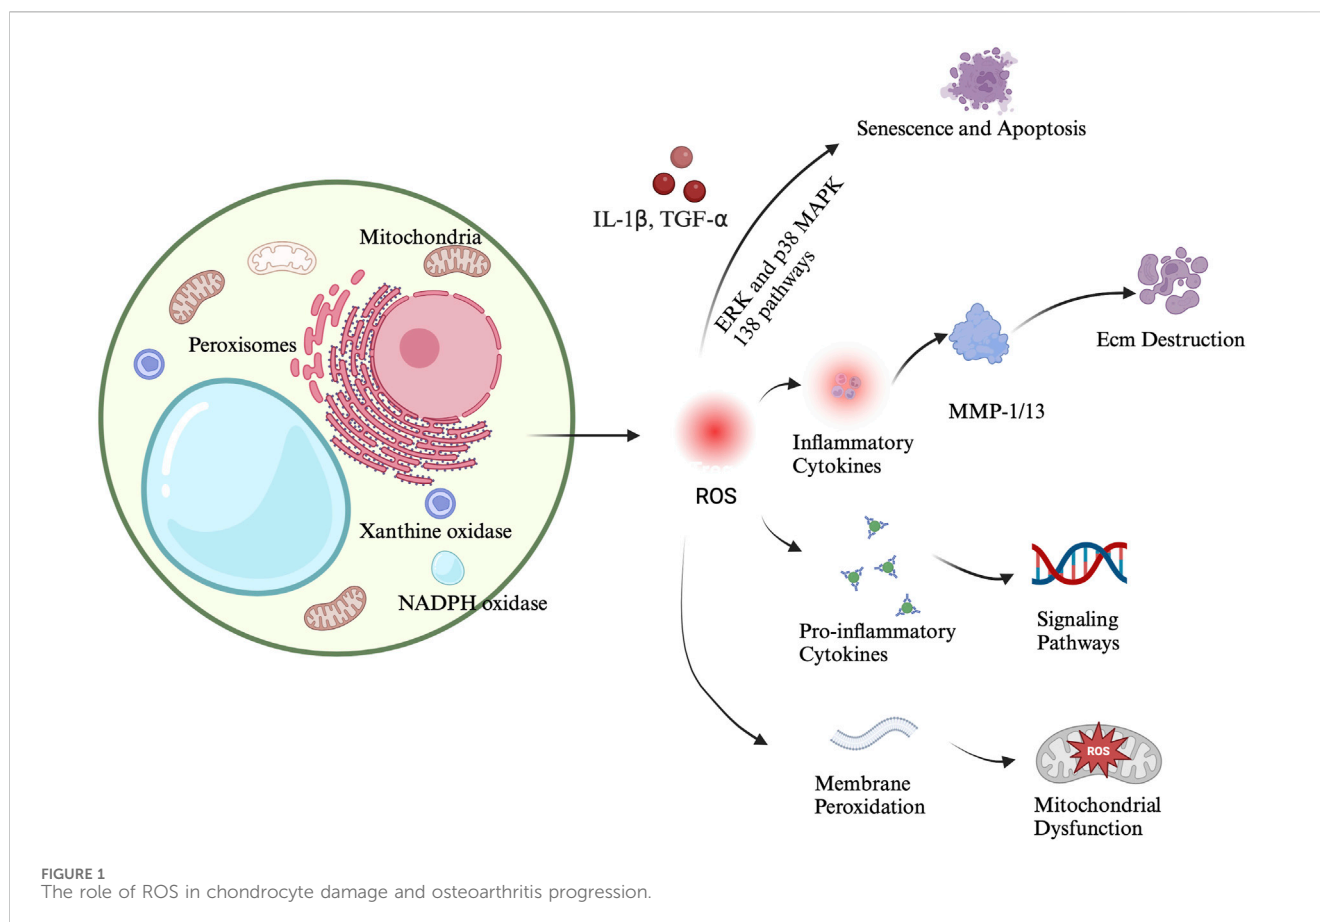 Senescence and Apoptosis
IL-1β, TGF-α
ERK and p38 MAPK
138 pathways
Mitochondria
Peroxisomes
Xanthine oxidase
NADPH oxidase
ROS
Inflammatory
Cytokines
MMP-1/13
Ecm Destruction
Pro-inflammatory
Cytokines
Signaling
Pathways
Membrane
Peroxidation
ROS
Mitochondrial
Dysfunction
FIGURE 1
The role of ROS in chondrocyte damage and osteoarthritis progression.